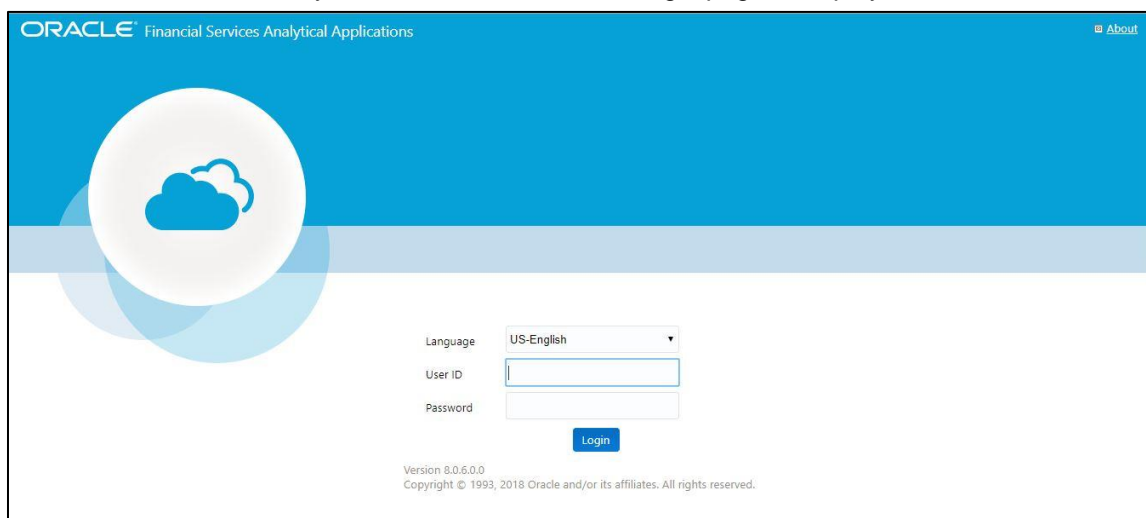 ORACLE® Financial Services Analytical Applications
About
Language US-English
User ID
Password
Login
Version 8.0.6.0.0
Copyright © 1993, 2018 Oracle and/or its affiliates. All rights reserved.